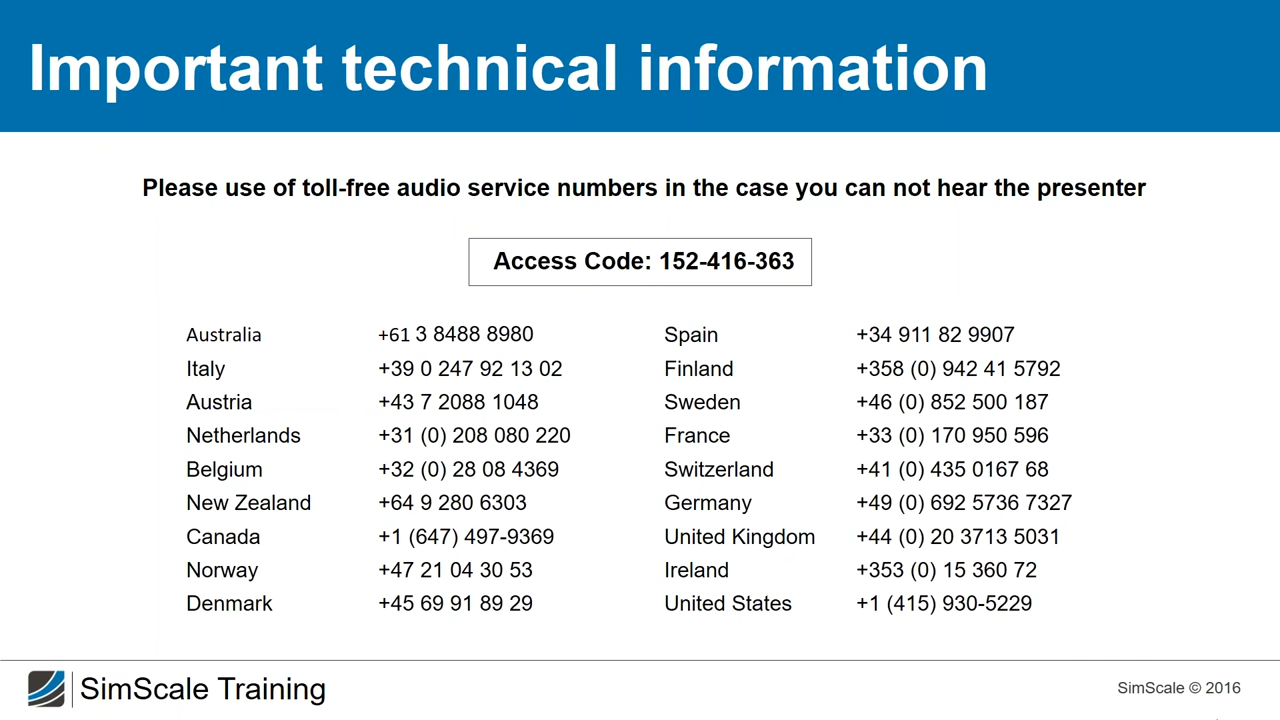 Important technical information
Please use of toll-free audio service numbers in the case you can not hear the presenter
Access Code: 152-416-363
Australia +61 3 8488 8980 Spain +34 911 82 9907
Italy +39 0 247 92 13 02 Finland +358 (0) 942 41 5792
Austria +43 7 2088 1048 Sweden +46 (0) 852 500 187
Netherlands +31 (0) 208 080 220 France +33 (0) 170 950 596
Belgium +32 (0) 28 08 4369 Switzerland +41 (0) 435 0167 68
New Zealand +64 9 280 6303 Germany +49 (0) 692 5736 7327
Canada +1 (647) 497-9369 United Kingdom +44 (0) 20 3713 5031
Norway +47 21 04 30 53 Ireland +353 (0) 15 360 72
Denmark +45 69 91 89 29 United States +1 (415) 930-5229
SimScale Training SimScale © 2016